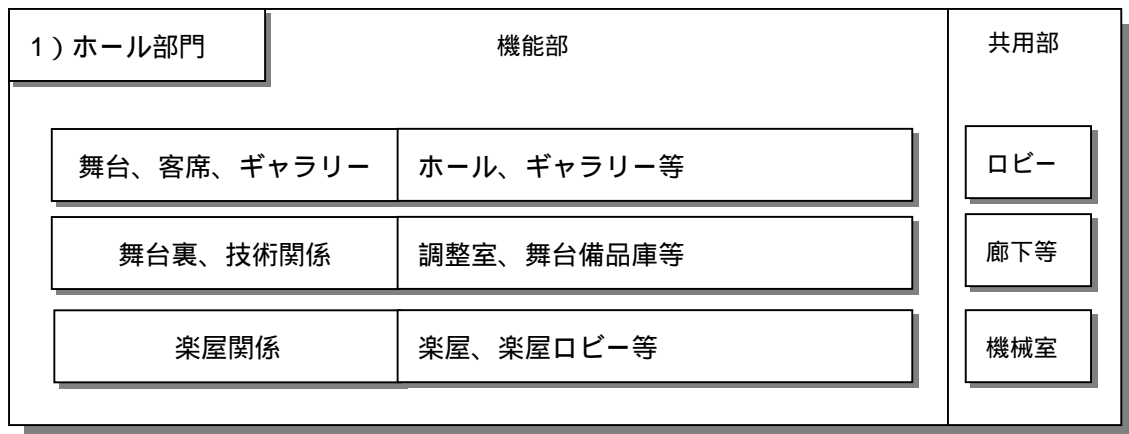 1）ホール部門
機能部
共用部
舞台、客席、ギャラリー
ホール、ギャラリー等
ロビー
舞台裏、技術関係
調整室、舞台備品庫等
廊下等
楽屋関係
楽屋、楽屋ロビー等
機械室